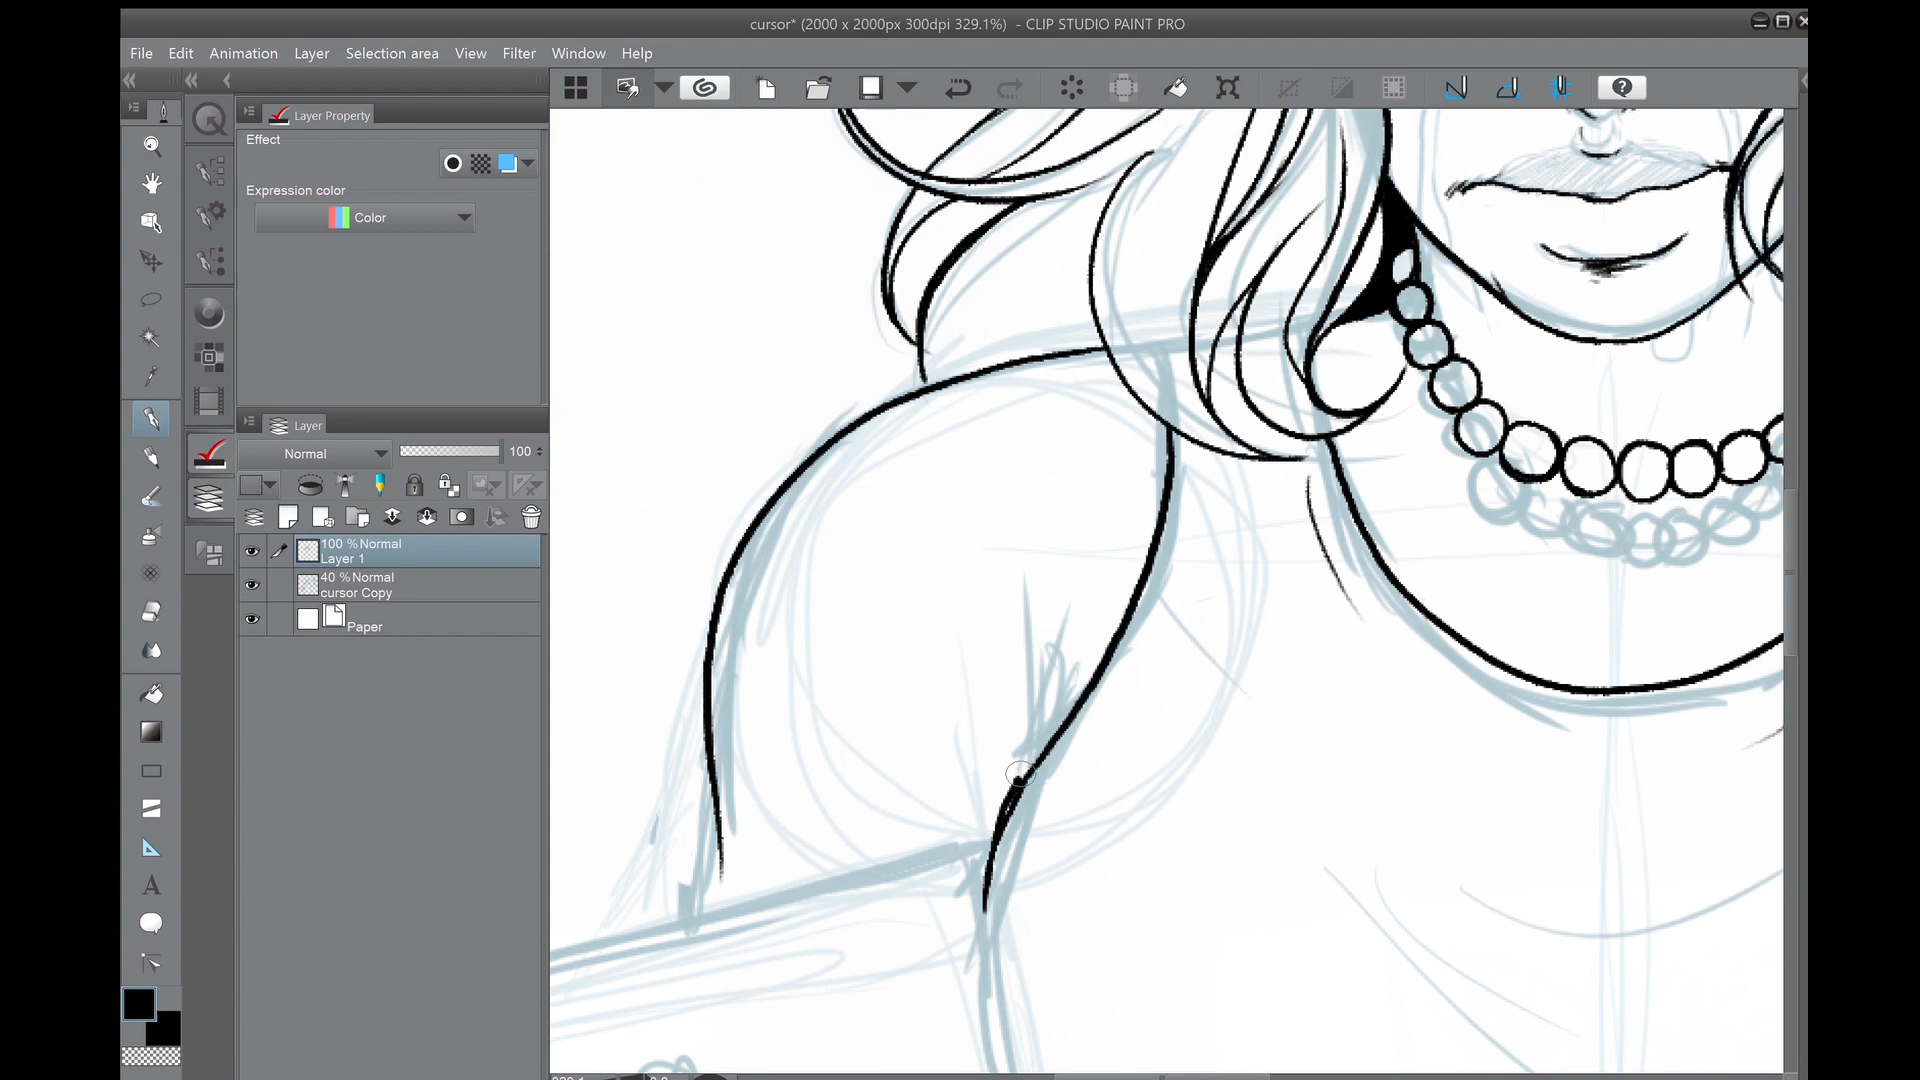 cursor* (2000 x 2000px 300dpi 329.1%) - CLIP STUDIO PAINT PRO
File Edit Animation Layer Selection area View Filter Window Help
Layer Property
Effect
Expression color
Color
Layer
Normal 100
100 %Normal
Layer 1
40 %Normal
cursor Copy
Paper
A